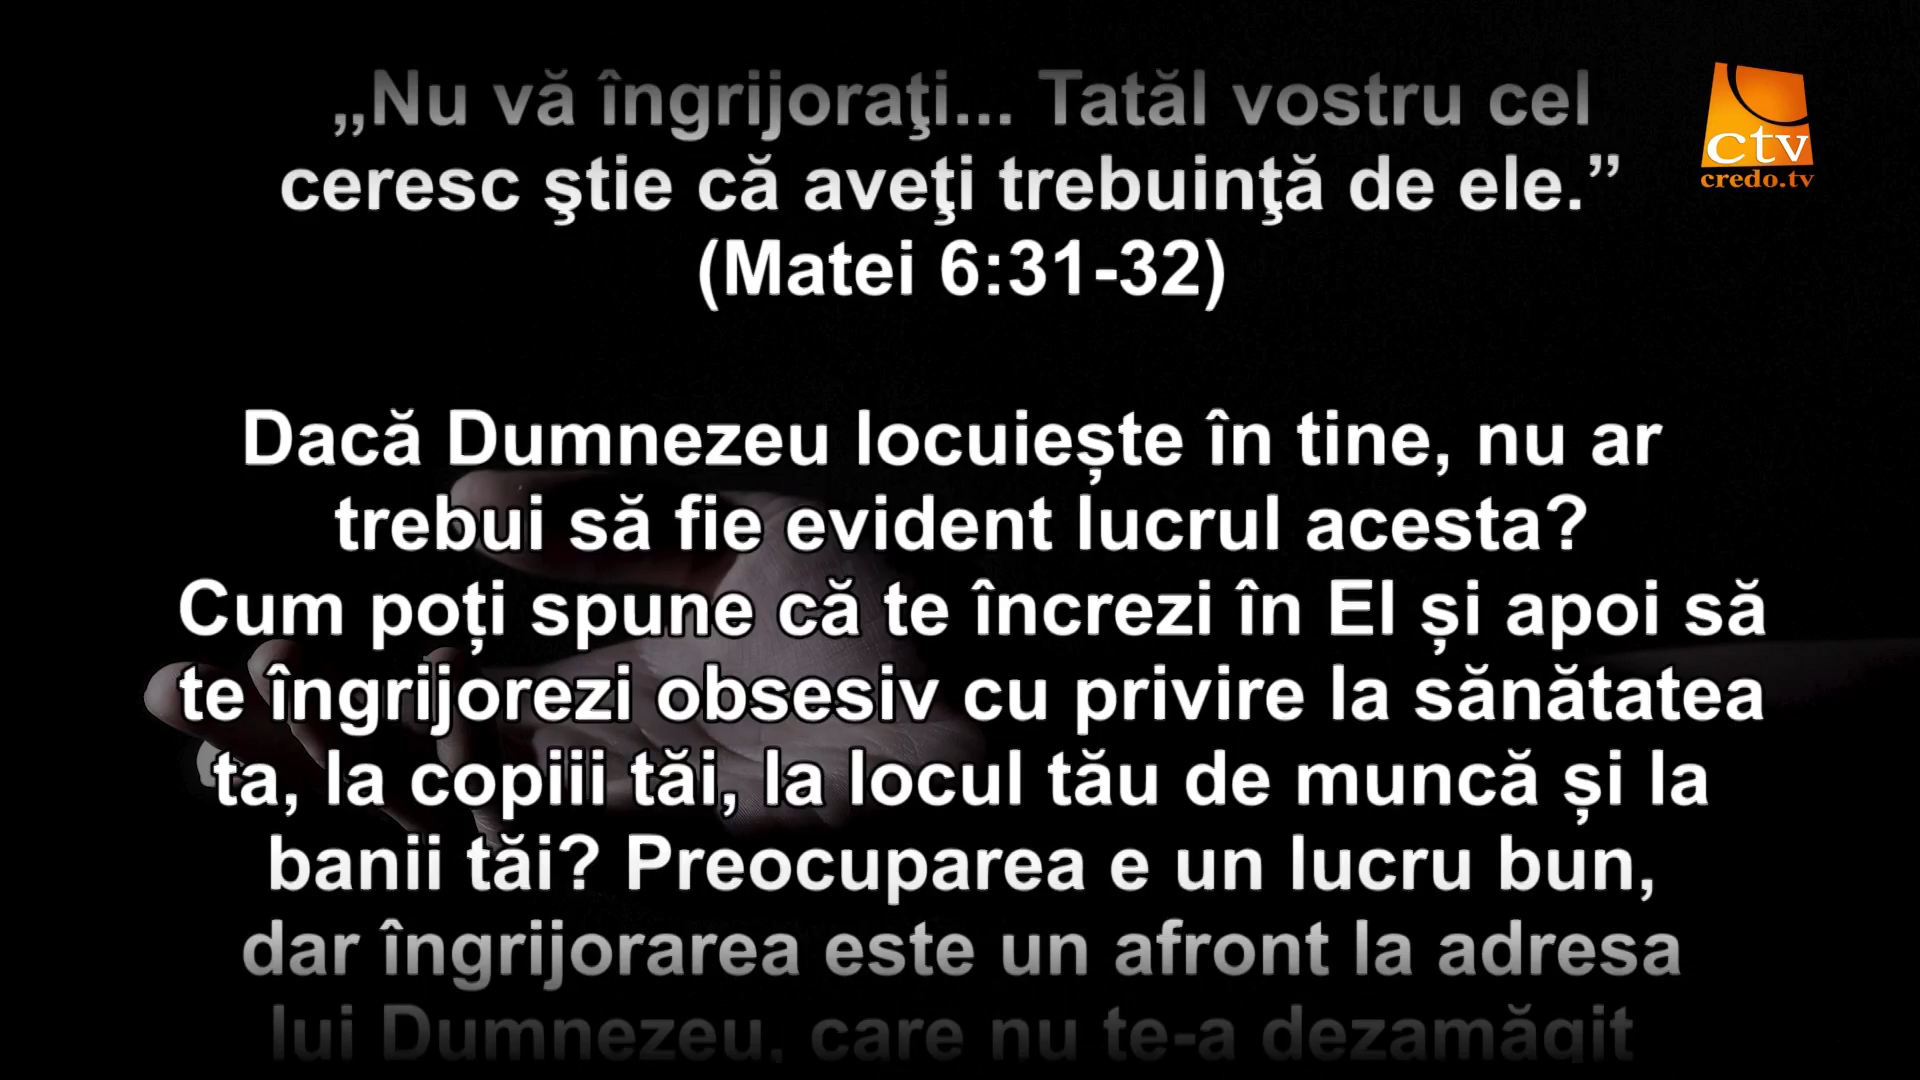 „Nu vă îngrijoraţi... Tatăl vostru cel
ceresc ştie că aveţi trebuinţă de ele.”
(Matei 6:31-32)
Dacă Dumnezeu locuiește în tine, nu ar
trebui să fie evident lucrul acesta?
Cum poți spune că te încrezi în El și apoi să
te îngrijorezi obsesiv cu privire la sănătatea
ta, la copiii tăi, la locul tău de muncă și la
banii tăi? Preocuparea e un lucru bun,
dar îngrijorarea este un afront la adresa
lui Dumnezeu, care nu te-a dezamăgit
ctv
credo.tv